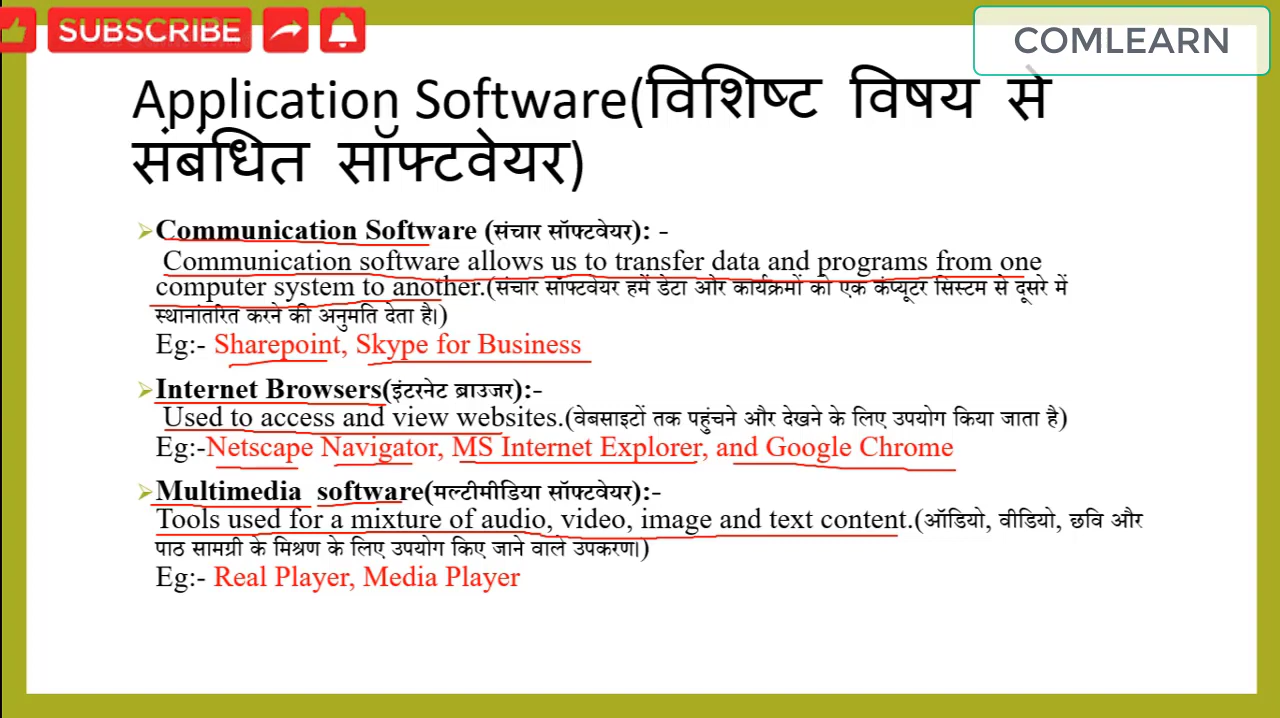 SUBSCRIBE
COMLEARN
Application Software(विशिष्ट विषय से
संबंधित सॉफ्टवेयर)
Communication Software (संचार सॉफ्टवेयर): -
Communication software allows us to transfer data and programs from one
computer system to another.(संचार सॉफ्टवेयर हमें डेटा और कार्यक्रमों को एक कंप्यूटर सिस्टम से दूसरे में
स्थानांतरित करने की अनुमति देता है।)
Eg:- Sharepoint, Skype for Business
Internet Browsers(इंटरनेट ब्राउजर):-
Used to access and view websites.(वेबसाइटों तक पहुंचने और देखने के लिए उपयोग किया जाता है)
Eg:-Netscape Navigator, MS Internet Explorer, and Google Chrome
Multimedia software(मल्टीमीडिया सॉफ्टवेयर):-
Tools used for a mixture of audio, video, image and text content.(ऑडियो, वीडियो, छवि और
पाठ सामग्री के मिश्रण के लिए उपयोग किए जाने वाले उपकरण।)
Eg:- Real Player, Media Player